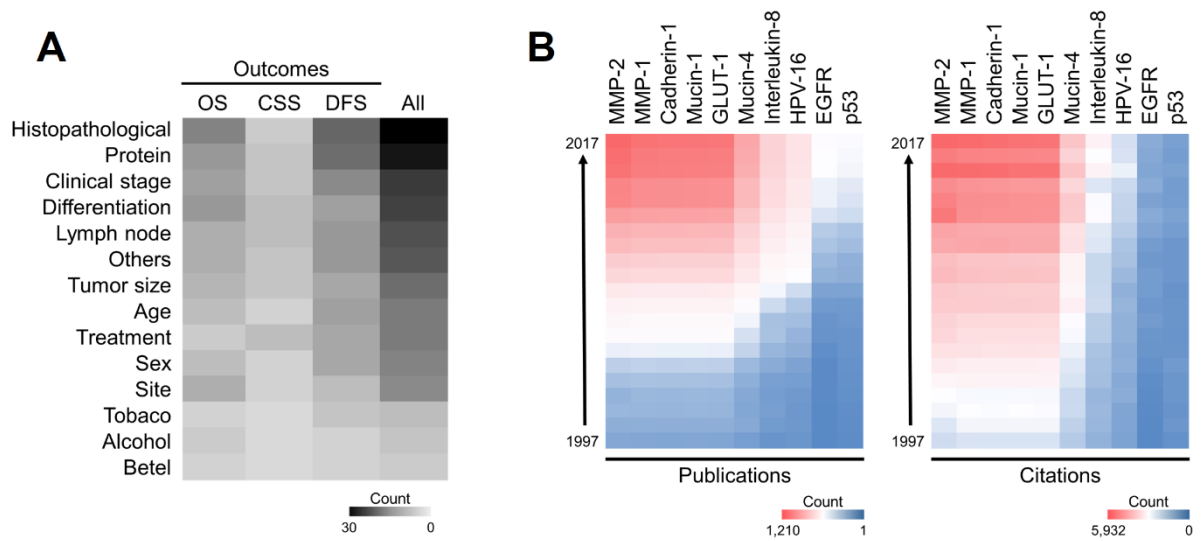 A
Outcomes
OS CSS DFS All
Histopathological
Protein
Clinical stage
Differentiation
Lymph node
Others
Tumor size
Age
Treatment
Sex
Site
Tobaco
Alcohol
Betel
Count
30 0
B
MMP-2
MMP-1
Cadherin-1
Mucin-1
GLUT-1
Mucin-4
Interleukin-8
HPV-16
EGFR
p53
2017
1997
Publications
Count
1,210 1
MMP-2
MMP-1
Cadherin-1
Mucin-1
GLUT-1
Mucin-4
Interleukin-8
HPV-16
EGFR
p53
2017
1997
Citations
Count
5,932 0